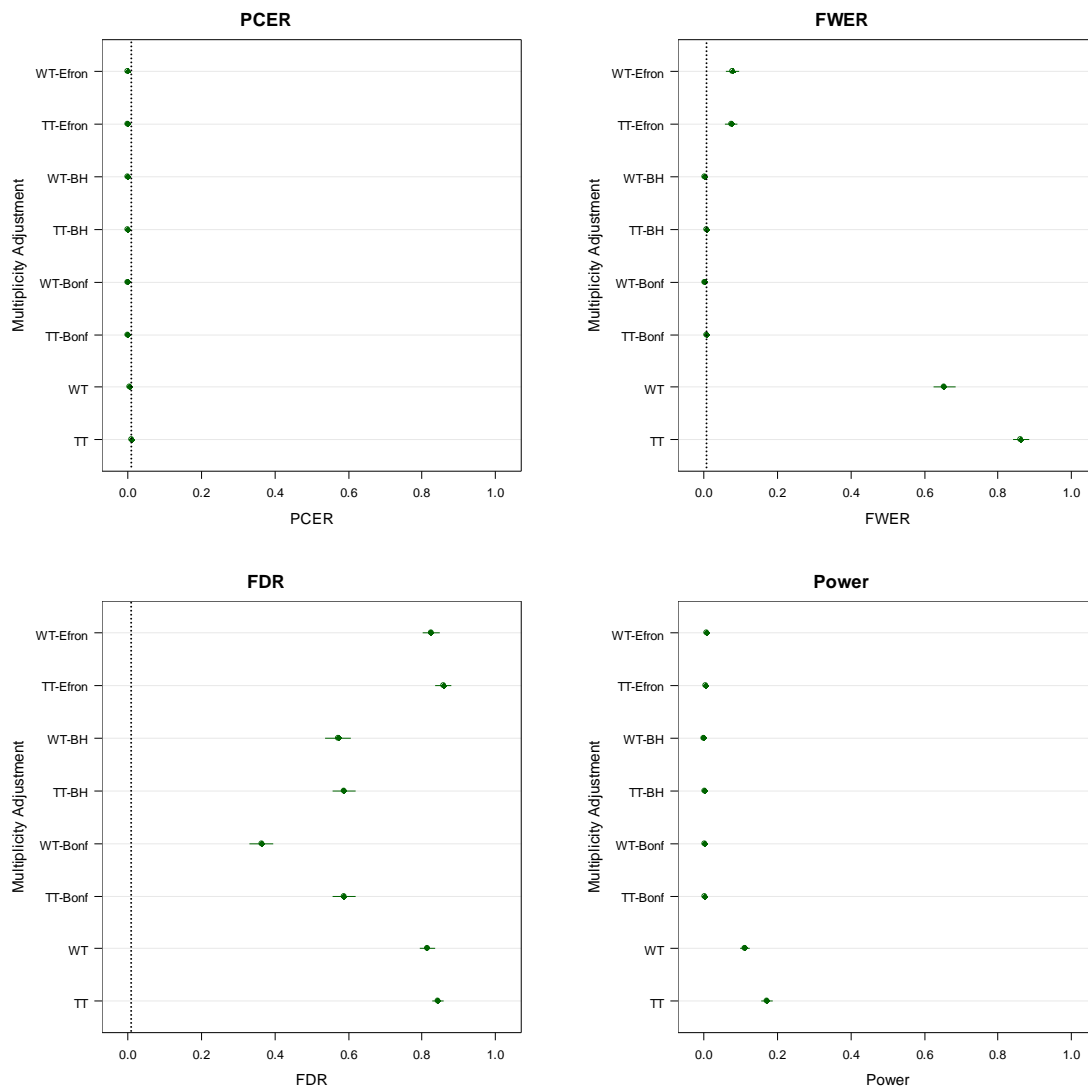 PCER
Multiplicity Adjustment
WT-Efron
TT-Efron
WT-BH
TT-BH
WT-Bonf
TT-Bonf
WT
TT
0.0 0.2 0.4 0.6 0.8 1.0
PCER
FWER
Multiplicity Adjustment
WT-Efron
TT-Efron
WT-BH
TT-BH
WT-Bonf
TT-Bonf
WT
TT
0.0 0.2 0.4 0.6 0.8 1.0
FWER
FDR
Multiplicity Adjustment
WT-Efron
TT-Efron
WT-BH
TT-BH
WT-Bonf
TT-Bonf
WT
TT
0.0 0.2 0.4 0.6 0.8 1.0
FDR
Power
Multiplicity Adjustment
WT-Efron
TT-Efron
WT-BH
TT-BH
WT-Bonf
TT-Bonf
WT
TT
0.0 0.2 0.4 0.6 0.8 1.0
Power